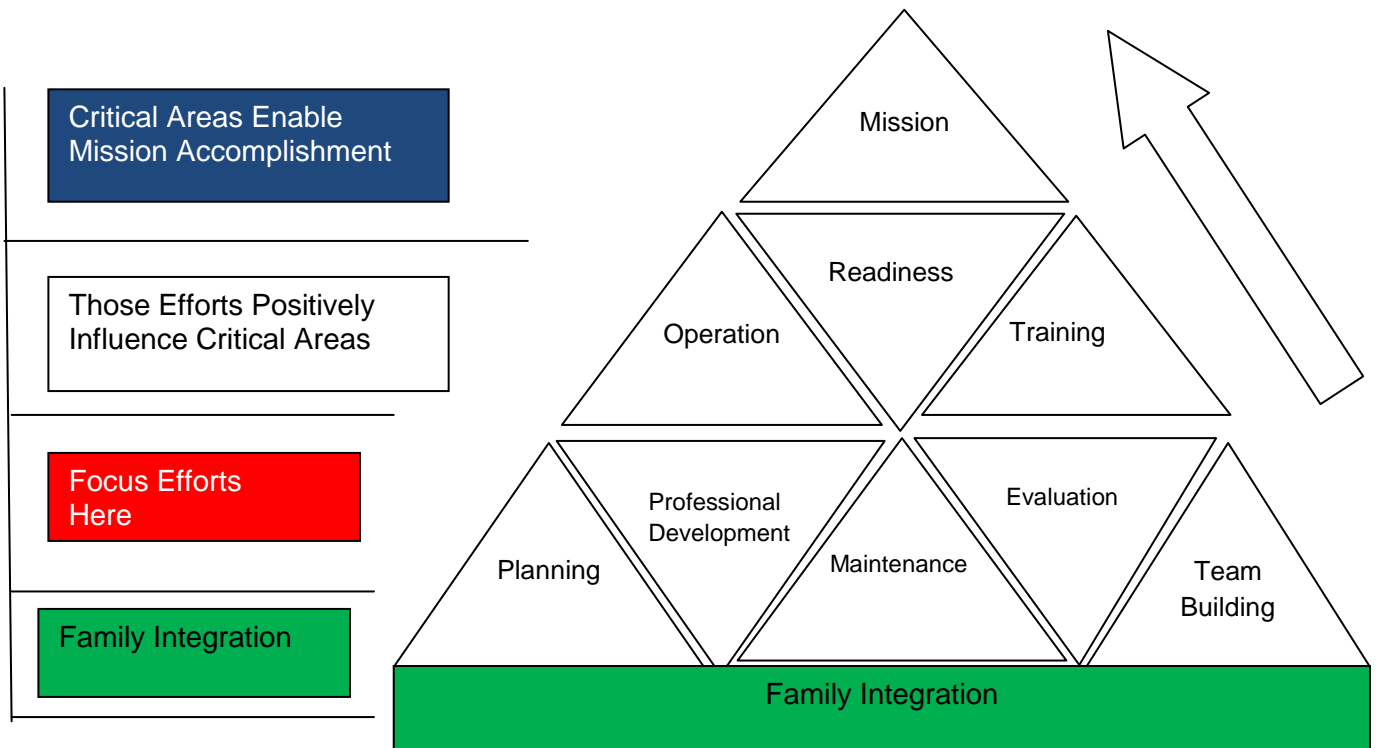 Critical Areas Enable
Mission Accomplishment
Those Efforts Positively
Influence Critical Areas
Focus Efforts
Here
Family Integration
Mission
Readiness
Operation
Training
Professional
Development
Evaluation
Planning
Maintenance
Team
Building
Family Integration